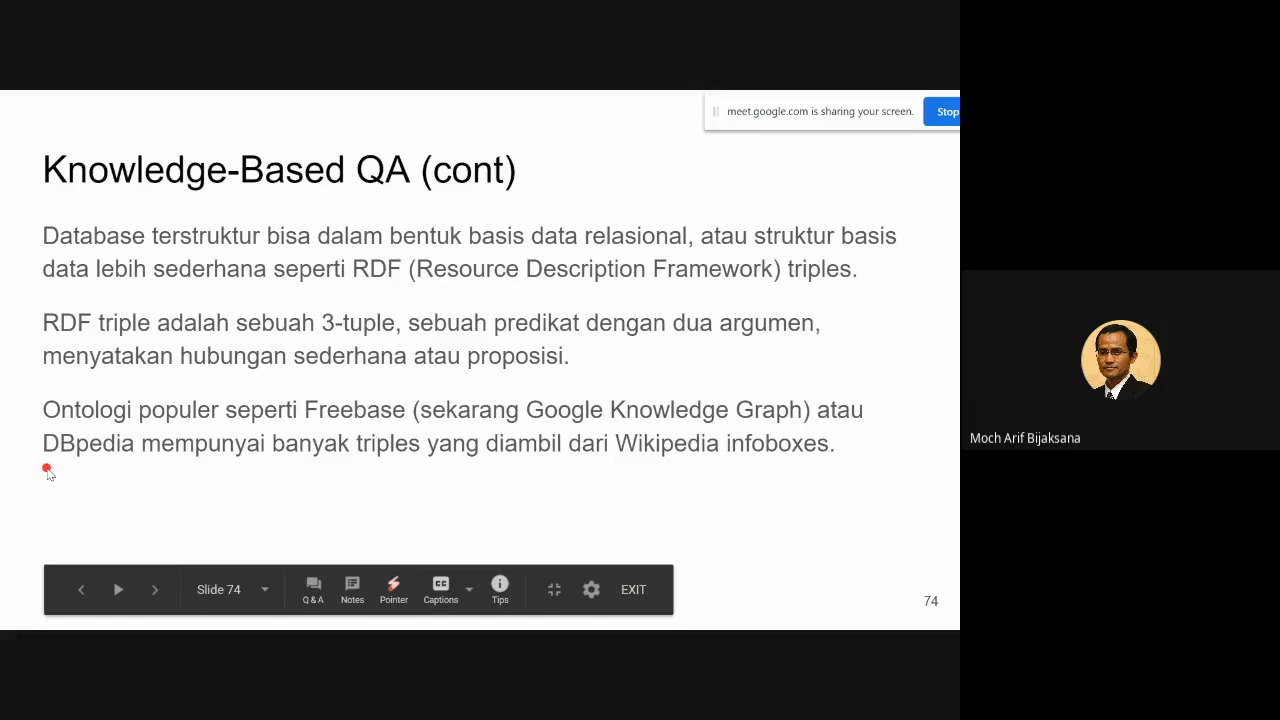 meet.google.com is sharing your screen.
Stop
Knowledge-Based QA (cont)
Database terstruktur bisa dalam bentuk basis data relasional, atau struktur basis
data lebih sederhana seperti RDF (Resource Description Framework) triples.
RDF triple adalah sebuah 3-tuple, sebuah predikat dengan dua argumen,
menyatakan hubungan sederhana atau proposisi.
Ontologi populer seperti Freebase (sekarang Google Knowledge Graph) atau
DBpedia mempunyai banyak triples yang diambil dari Wikipedia infoboxes.
Moch Arif Bijaksana
Slide 74
Q & A
Notes
Pointer
CC
Captions
Tips
EXIT
74